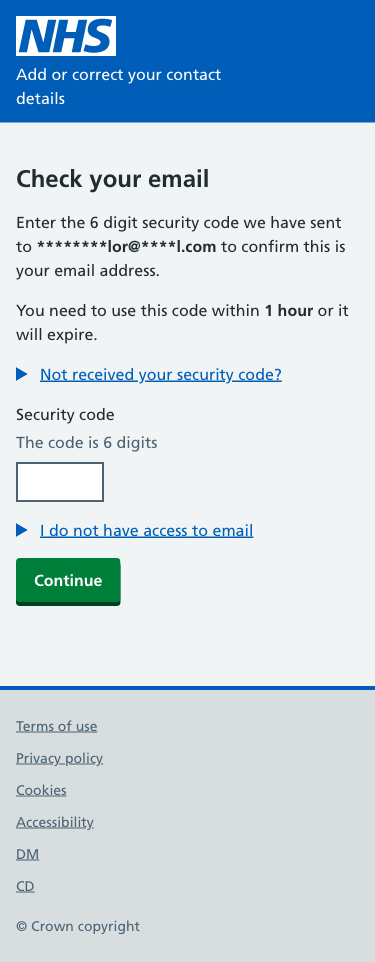 NHS
Add or correct your contact
details
Check your email
Enter the 6 digit security code we have sent
to ********lor@****l.com to confirm this is
your email address.
You need to use this code within 1 hour or it
will expire.
Not received your security code?
Security code
The code is 6 digits
I do not have access to email
Continue
Terms of use
Privacy policy
Cookies
Accessibility
DM
CD
© Crown copyright